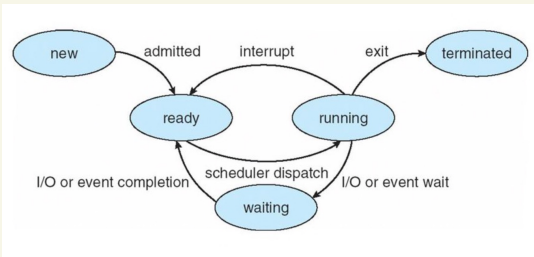 new
admitted
interrupt
exit
terminated
ready
running
I/O or event completion
scheduler dispatch
I/O or event wait
waiting